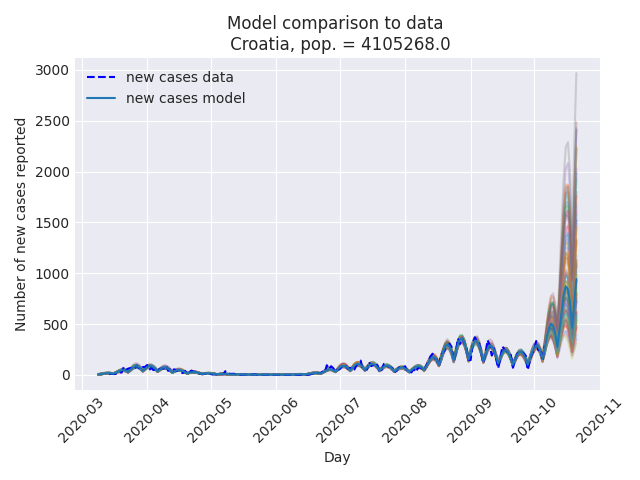 Model comparison to data
Croatia, pop. = 4105268.0
new cases data
new cases model
Number of new cases reported
3000
2500
2000
1500
1000
500
0
2020-03
2020-04
2020-05
2020-06
2020-07
2020-08
2020-09
2020-10
2020-11
Day